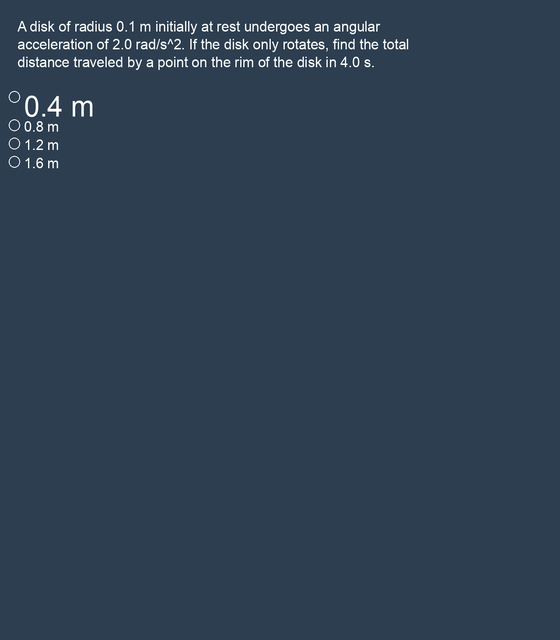 A disk of radius 0.1 m initially at rest undergoes an angular
acceleration of 2.0 rad/s^2. If the disk only rotates, find the total
distance traveled by a point on the rim of the disk in 4.0 s.
0.4 m
0.8 m
1.2 m
1.6 m